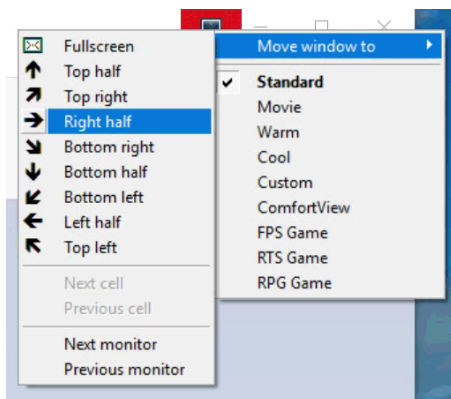 Fullscreen
Top half
Top right
Right half
Bottom right
Bottom half
Bottom left
Left half
Top left
Next cell
Previous cell
Next monitor
Previous monitor
Move window to
Standard
Movie
Warm
Cool
Custom
ComfortView
FPS Game
RTS Game
RPG Game